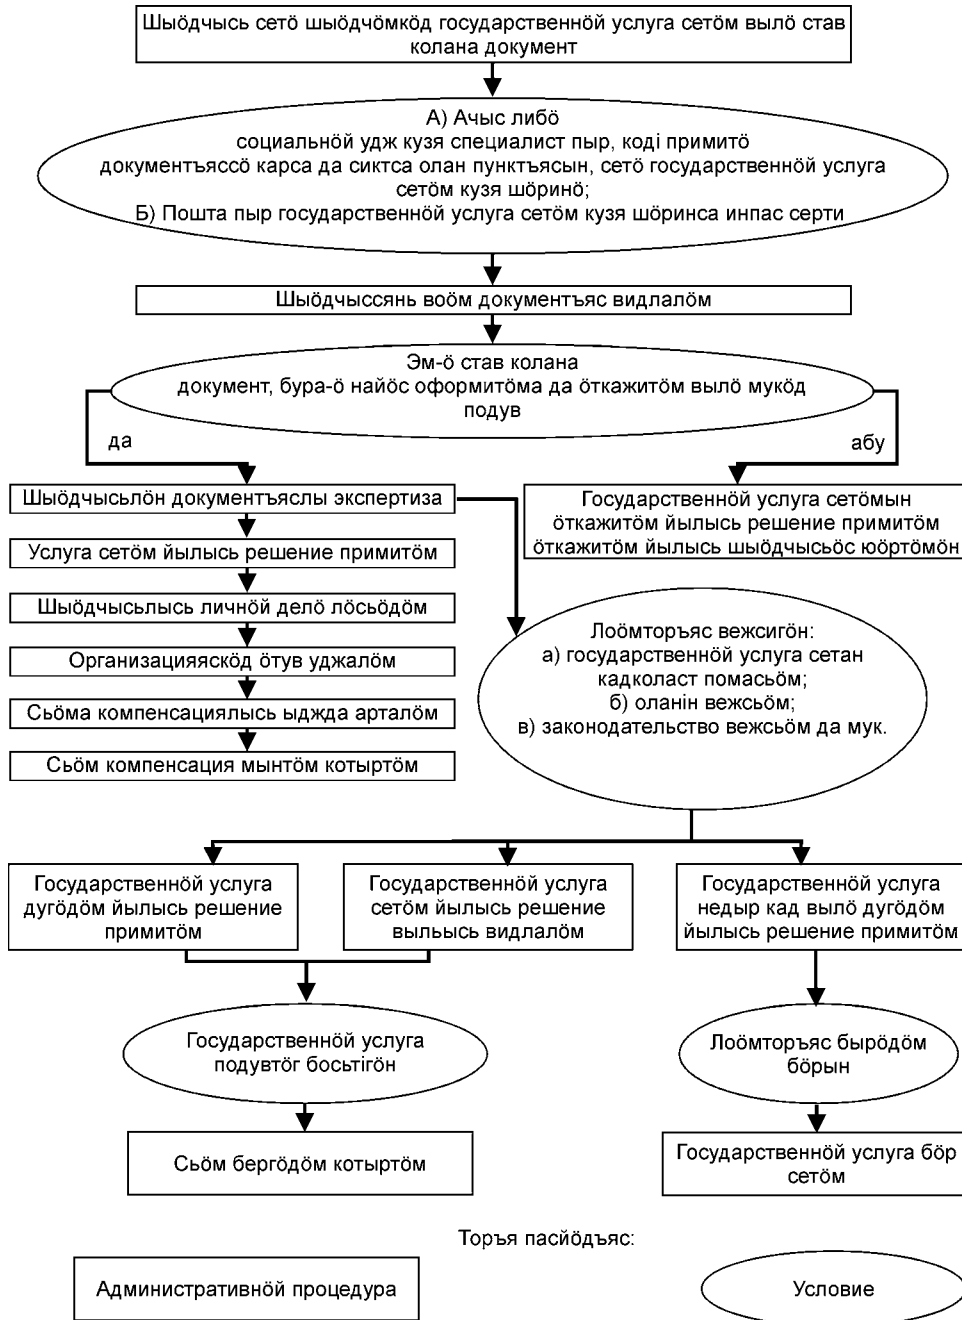 Шыӧдчысь сетӧ шыӧдчӧмкӧд государственнӧй услуга сетӧм вылӧ став
колана документ
А) Ачыс либӧ
социальнӧй удж кузя специалист пыр, коді примитӧ
документъяссӧ карса да сиктса олан пунктъясын, сетӧ государственнӧй услуга
сетӧм кузя шӧринӧ;
Б) Пошта пыр государственнӧй услуга сетӧм кузя шӧринса инпас серти
Шыӧдчыссянь воӧм документъяс видлалӧм
Эм-ӧ став колана
документ, бура-ӧ найӧс оформитӧма да ӧткажитӧм вылӧ мукӧд
подув
да
абу
Шыӧдчысьлӧн документъяслы экспертиза
Услуга сетӧм йылысь решение примитӧм
Шыӧдчысьлысь личнӧй делӧ лӧсьӧдӧм
Организацияяскӧд ӧтув уджалӧм
Сьӧма компенсациялысь ыджда арталӧм
Сьӧм компенсация мынтӧм котыртӧм
Государственнӧй услуга сетӧмын
ӧткажитӧм йылысь решение примитӧм
ӧткажитӧм йылысь шыӧдчысьӧс юӧртӧмӧн
Лоӧмторъяс вежсигӧн:
а) государственнӧй услуга сетан
кадколаст помасьӧм;
б) оланін вежсьӧм;
в) законодательство вежсьӧм да мук.
Государственнӧй услуга
дугӧдӧм йылысь решение
примитӧм
Государственнӧй услуга
сетӧм йылысь решение
выльысь видлалӧм
Государственнӧй услуга
недыр кад вылӧ дугӧдӧм
йылысь решение примитӧм
Государственнӧй услуга
подувтӧг босьтігӧн
Лоӧмторъяс бырӧдӧм
бӧрын
Сьӧм бергӧдӧм котыртӧм
Государственнӧй услуга бӧр
сетӧм
Торъя пасйӧдъяс:
Административнӧй процедура
Условие